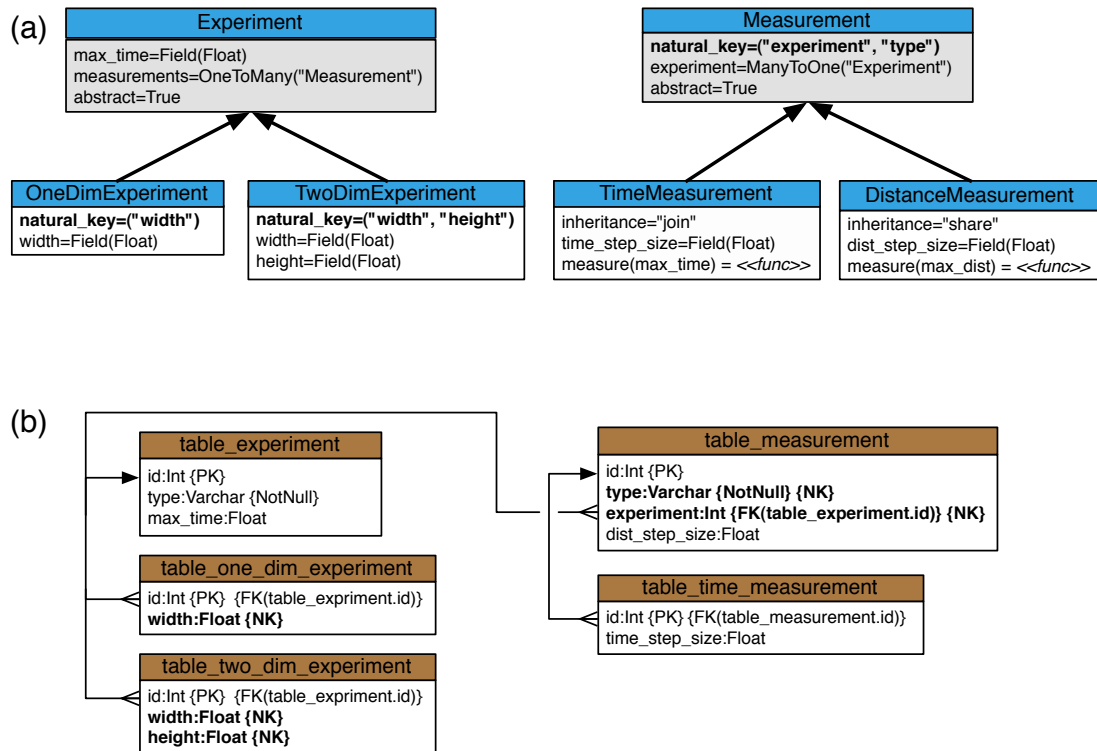 (a)
Experiment
max_time=Field(Float)
measurements=OneToMany("Measurement")
abstract=True
Measurement
natural_key=("experiment", "type")
experiment=ManyToOne("Experiment")
abstract=True
OneDimExperiment
natural_key=("width")
width=Field(Float)
TwoDimExperiment
natural_key=("width", "height")
width=Field(Float)
height=Field(Float)
TimeMeasurement
inheritance="join"
time_step_size=Field(Float)
measure(max_time) = <<func>>
DistanceMeasurement
inheritance="share"
dist_step_size=Field(Float)
measure(max_dist) = <<func>>
(b)
table_experiment
id:Int {PK}
type:Varchar {NotNull}
max_time:Float
table_one_dim_experiment
id:Int {PK} {FK(table_expriment.id)}
width:Float {NK}
table_two_dim_experiment
id:Int {PK} {FK(table_expriment.id)}
width:Float {NK}
height:Float {NK}
table_measurement
id:Int {PK}
type:Varchar {NotNull} {NK}
experiment:Int {FK(table_experiment.id)} {NK}
dist_step_size:Float
table_time_measurement
id:Int {PK} {FK(table_measurement.id)}
time_step_size:Float